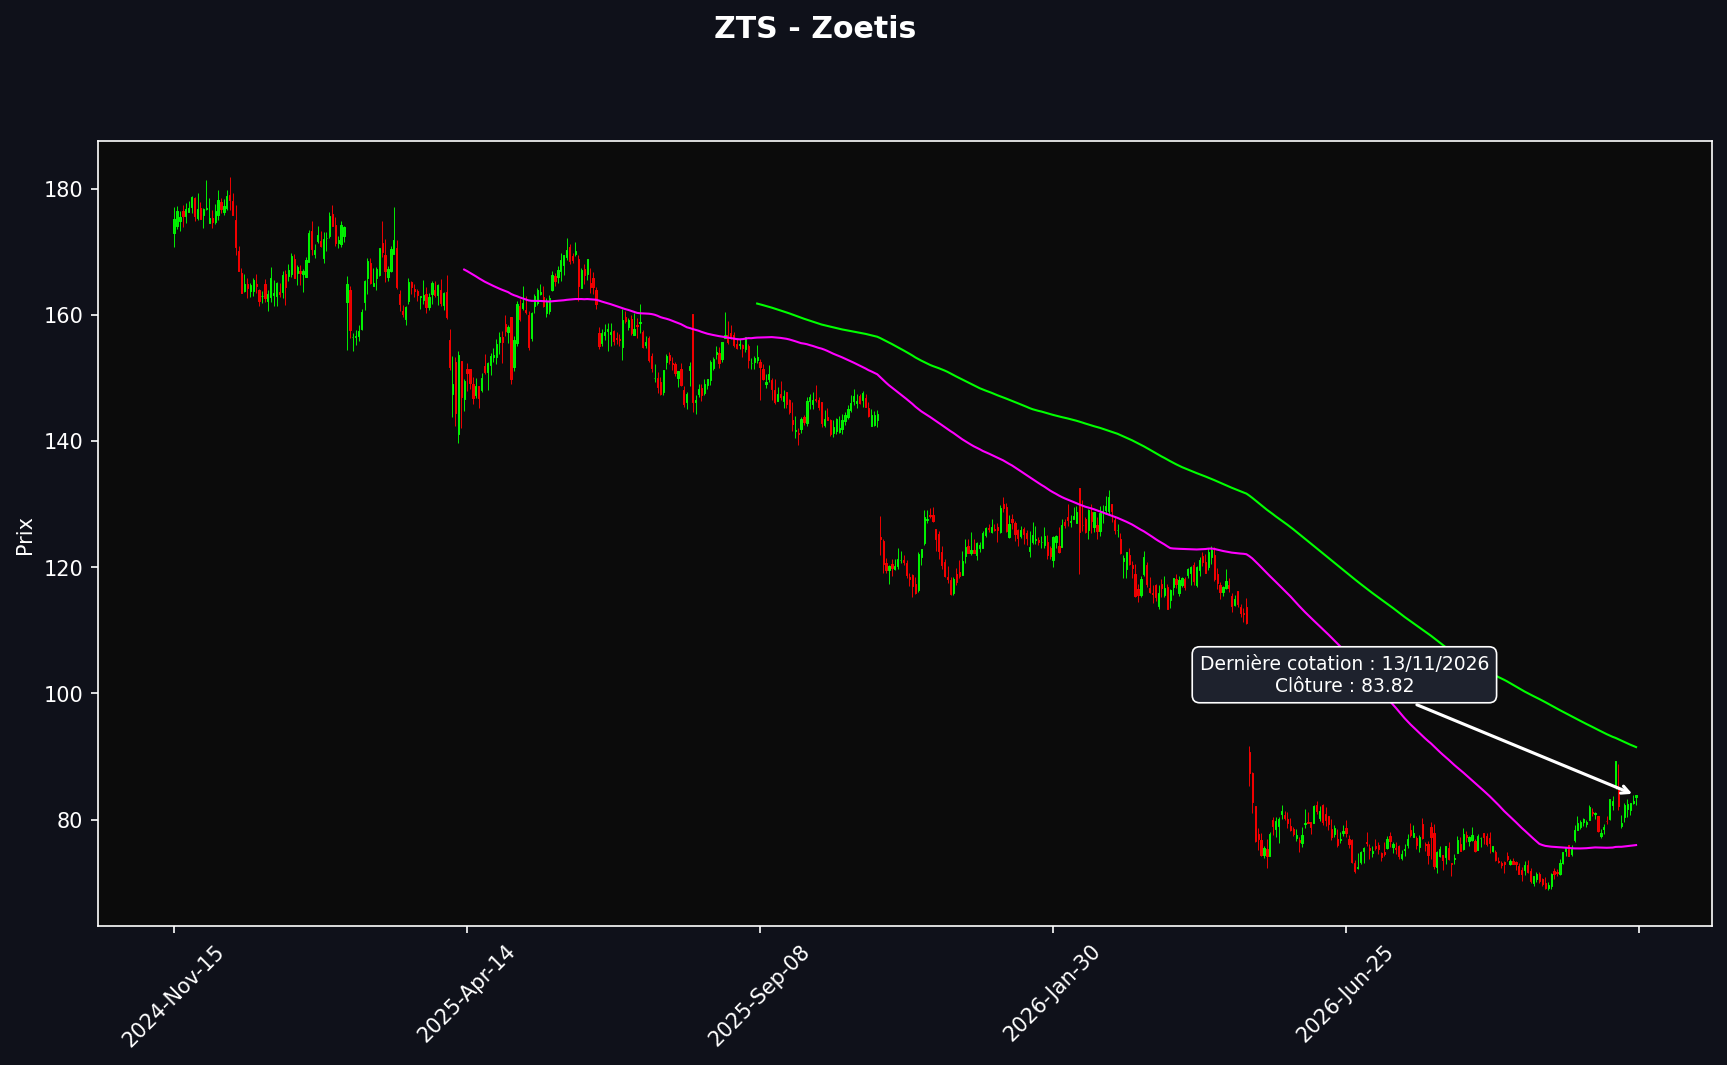 ZTS - Zoetis
180
160
140
120
100
80
Prix
Dernière cotation : 13/11/2026
Clôture : 83.82
2024-Nov-15
2025-Apr-14
2025-Sep-08
2026-Jan-30
2026-Jun-25